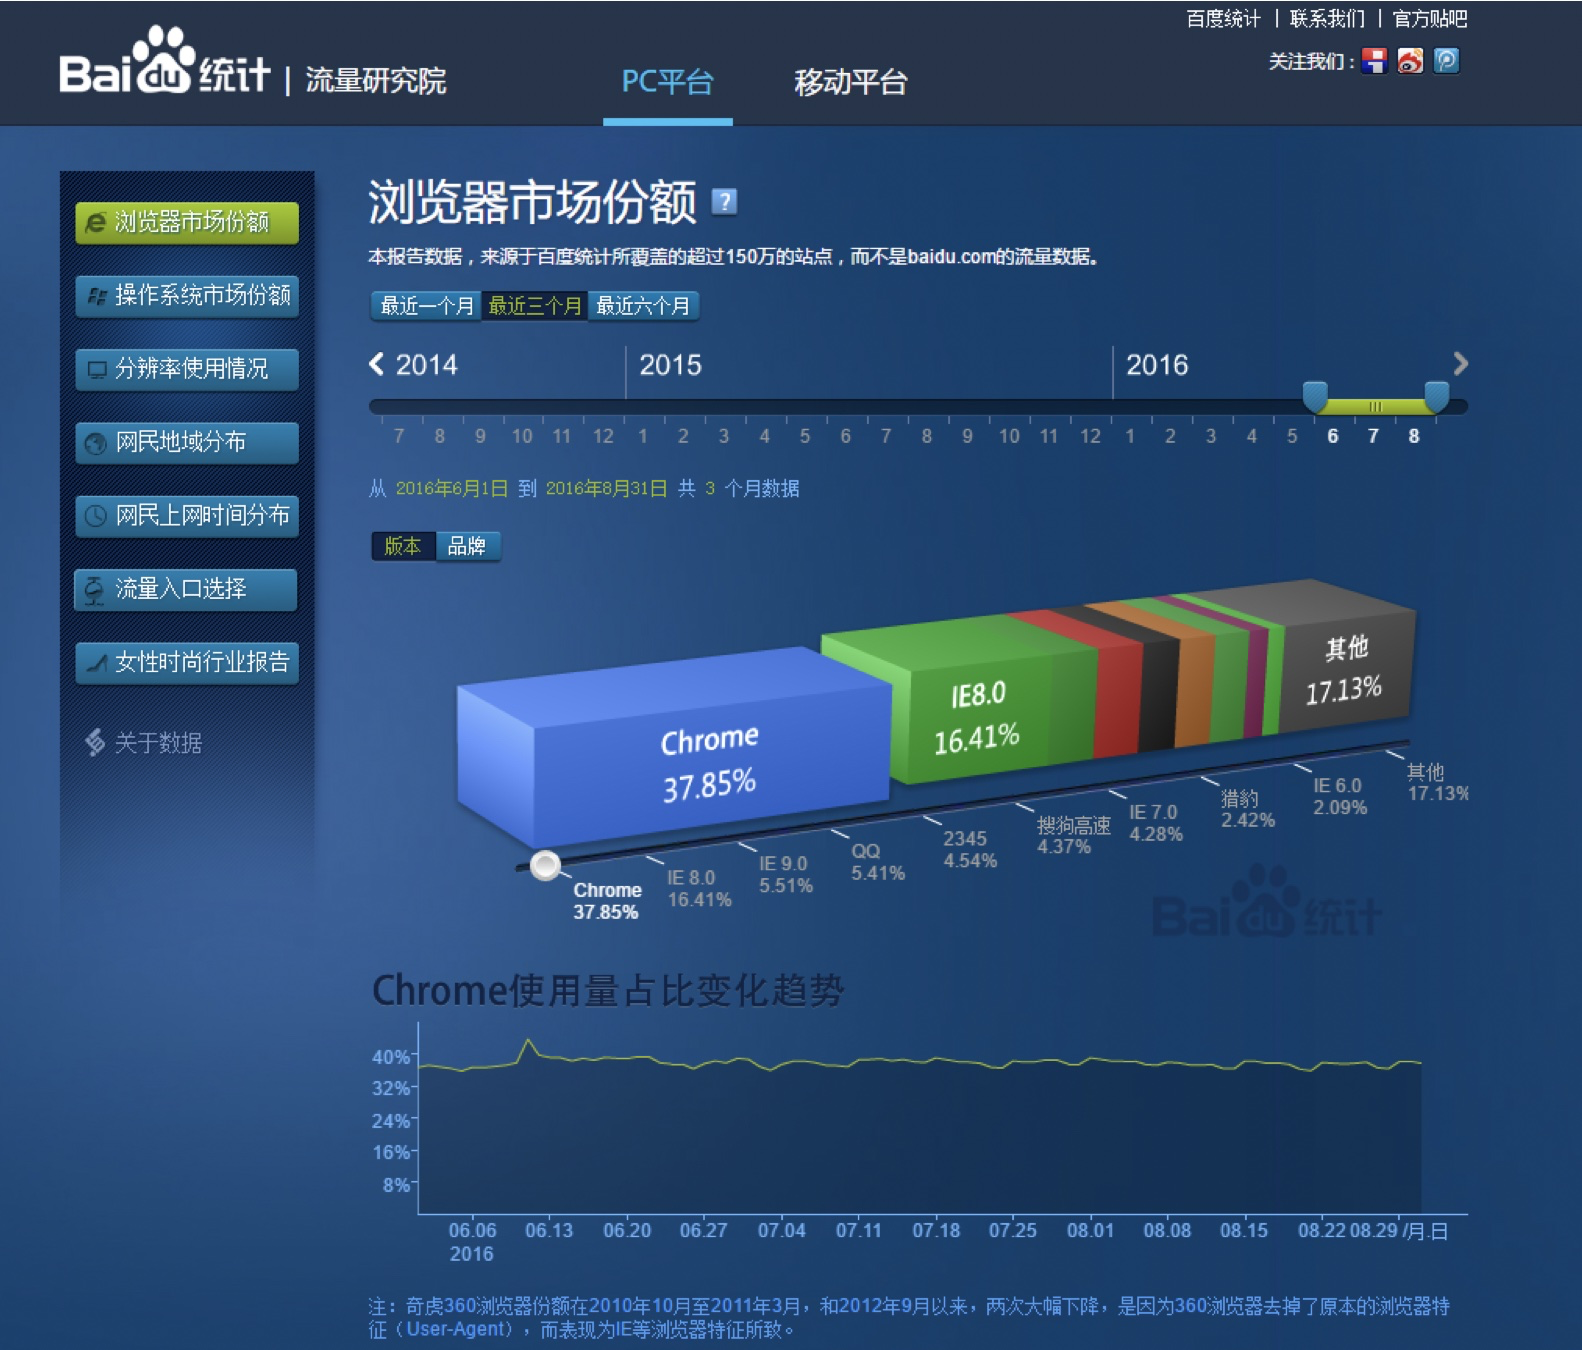 百度统计 | 联系我们 | 官方贴吧
关注我们：
Bai du 统计 | 流量研究院
PC平台
移动平台
浏览器市场份额
操作系统市场份额
分辨率使用情况
网民地域分布
网民上网时间分布
流量入口选择
女性时尚行业报告
关于数据
浏览器市场份额 ?
本报告数据，来源于百度统计所覆盖的超过150万的站点，而不是baidu.com的流量数据。
最近一个月 最近三个月 最近六个月
2014 2015 2016
7 8 9 10 11 12 1 2 3 4 5 6 7 8 9 10 11 12 1 2 3 4 5 6 7 8
从 2016年6月1日 到 2016年8月31日 共 3 个月数据
版本 品牌
Chrome
37.85%
IE8.0
16.41%
其他
17.13%
Chrome
37.85%
IE 8.0
16.41%
IE 9.0
5.51%
QQ
5.41%
2345
4.54%
搜狗高速
4.37%
IE 7.0
4.28%
猎豹
2.42%
IE 6.0
2.09%
其他
17.13%
Bai du 统计
Chrome使用量占比变化趋势
40%
32%
24%
16%
8%
06.06 06.13 06.20 06.27 07.04 07.11 07.18 07.25 08.01 08.08 08.15 08.22 08.29 /月.日
2016
注：奇虎360浏览器份额在2010年10月至2011年3月，和2012年9月以来，两次大幅下降，是因为360浏览器去掉了原本的浏览器特
征（User-Agent），而表现为IE等浏览器特征所致。